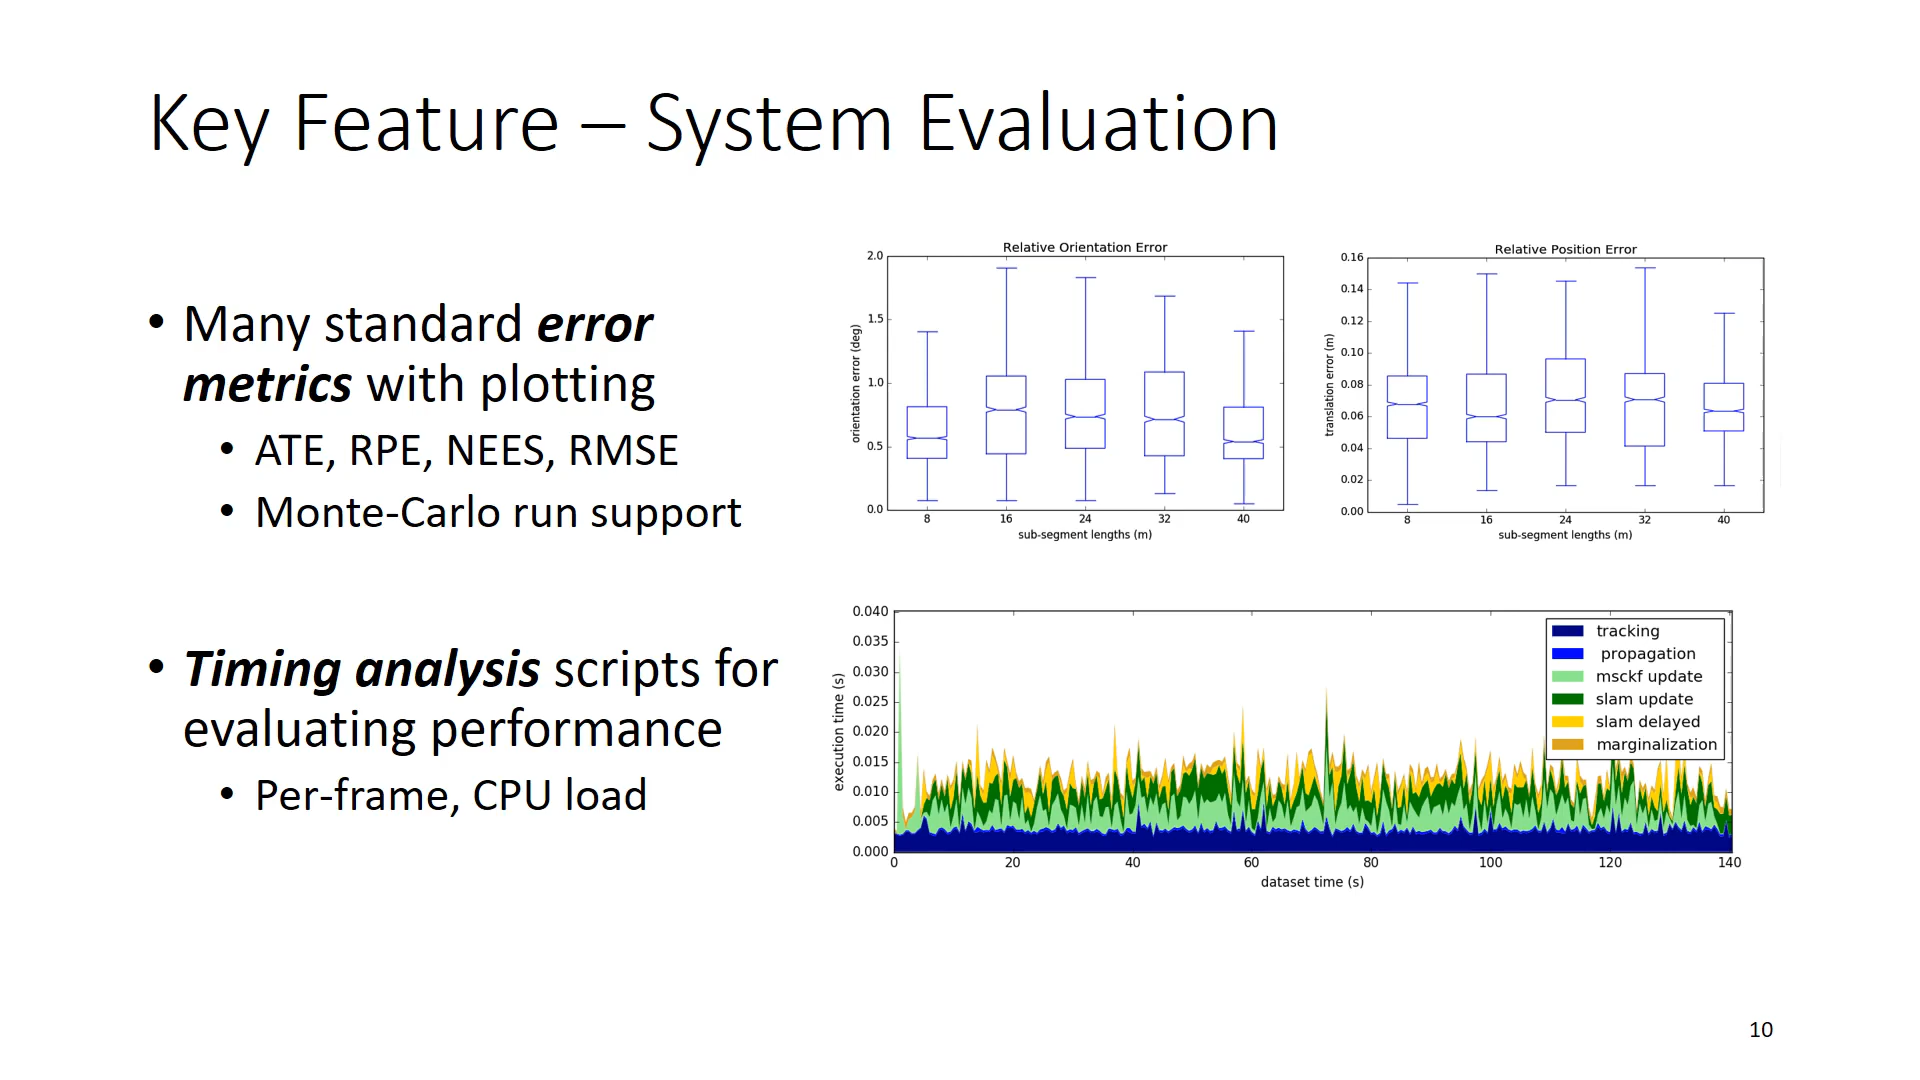 Key Feature – System Evaluation
• Many standard error
metrics with plotting
• ATE, RPE, NEES, RMSE
• Monte-Carlo run support
• Timing analysis scripts for
evaluating performance
• Per-frame, CPU load
Relative Orientation Error
orientation error (deg)
2.0
1.5
1.0
0.5
0.0
8 16 24 32 40
sub-segment lengths (m)
Relative Position Error
translation error (m)
0.16
0.14
0.12
0.10
0.08
0.06
0.04
0.02
0.00
8 16 24 32 40
sub-segment lengths (m)
execution time (s)
0.040
0.035
0.030
0.025
0.020
0.015
0.010
0.005
0.000
0 20 40 60 80 100 120 140
dataset time (s)
tracking
propagation
msckf update
slam update
slam delayed
marginalization
10